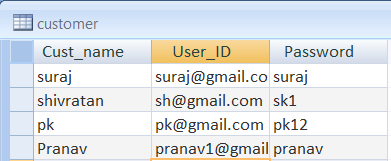 customer
Cust_name User_ID Password
suraj suraj@gmail.co suraj
shivratan sh@gmail.com sk1
pk pk@gmail.com pk12
Pranav pranav1@gmail pranav